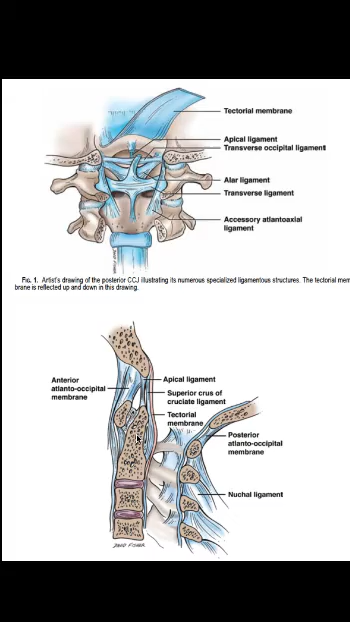 Tectorial membrane
Apical ligament
Transverse occipital ligament
Alar ligament
Transverse ligament
Accessory atlantoaxial
ligament
FIG. 1. Artist's drawing of the posterior CCJ illustrating its numerous specialized ligamentous structures. The tectorial mem-
brane is reflected up and down in this drawing.
Anterior
atlanto-occipital
membrane
Apical ligament
Superior crus of
cruciate ligament
Tectorial
membrane
Posterior
atlanto-occipital
membrane
Nuchal ligament
DAVID FISHER